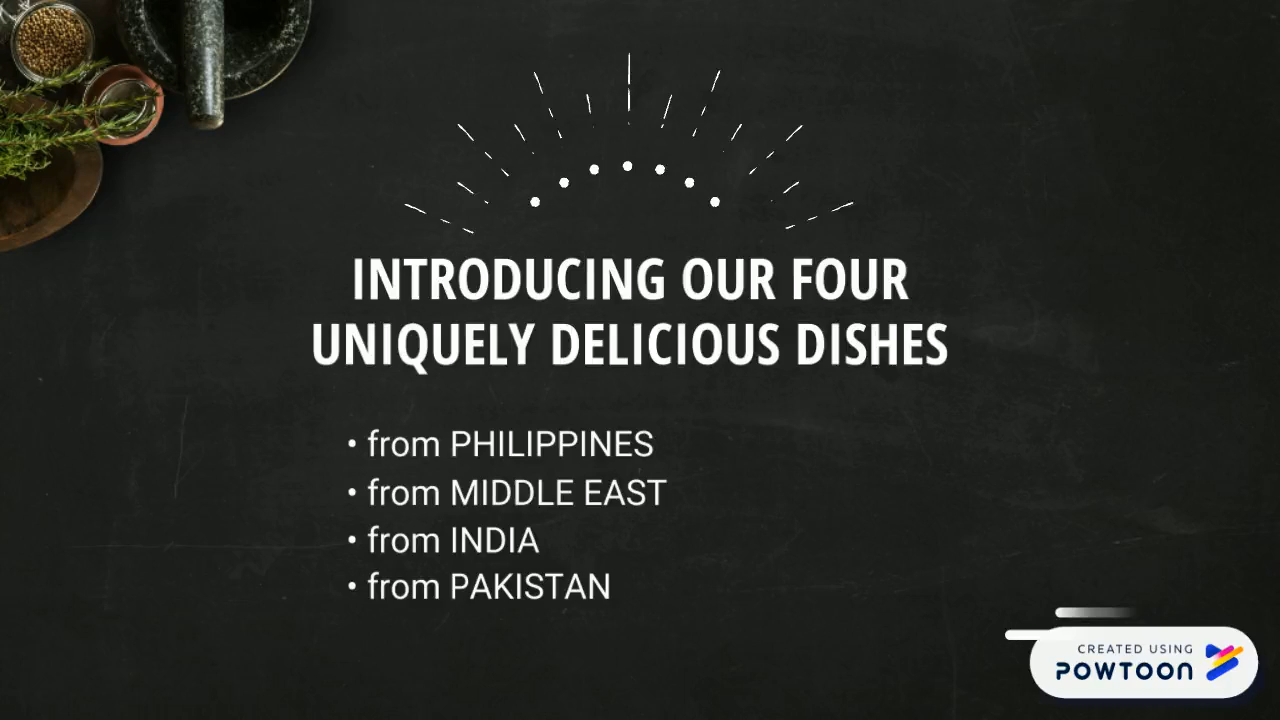 INTRODUCING OUR FOUR
UNIQUELY DELICIOUS DISHES
• from PHILIPPINES
• from MIDDLE EAST
• from INDIA
• from PAKISTAN
CREATED USING
POWTOON